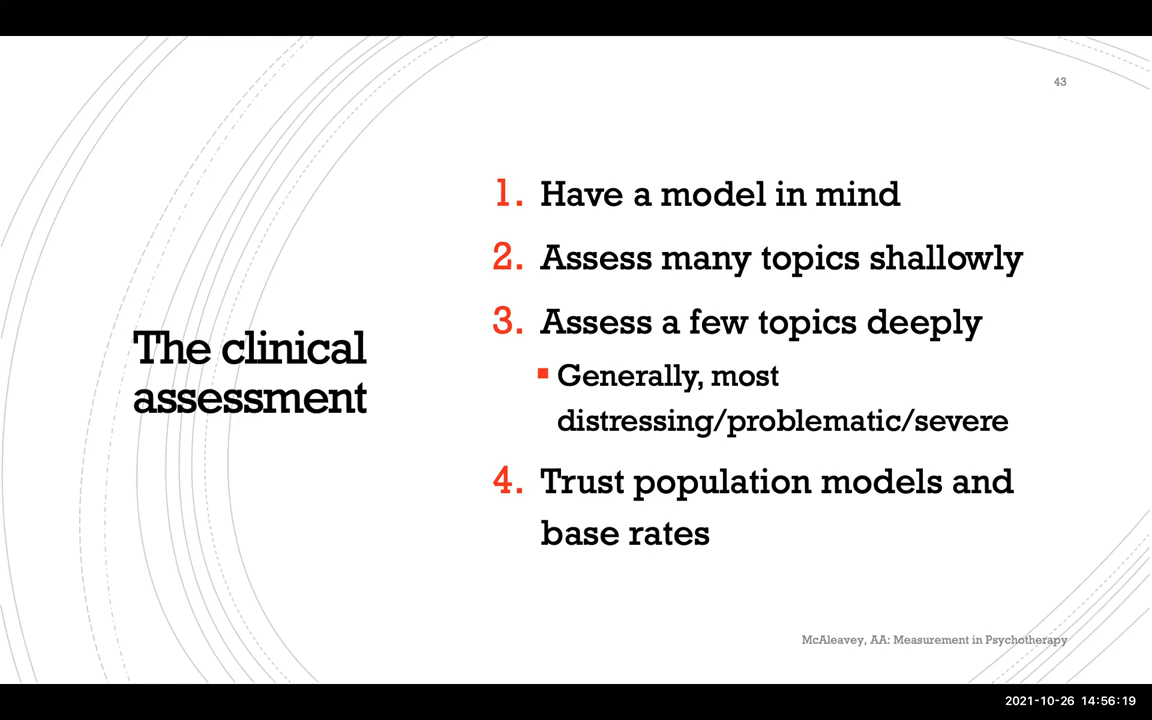 43
The clinical
assessment
1. Have a model in mind
2. Assess many topics shallowly
3. Assess a few topics deeply
▪ Generally, most
distressing/problematic/severe
4. Trust population models and
base rates
McAleavey, AA: Measurement in Psychotherapy
2021-10-26 14:56:19